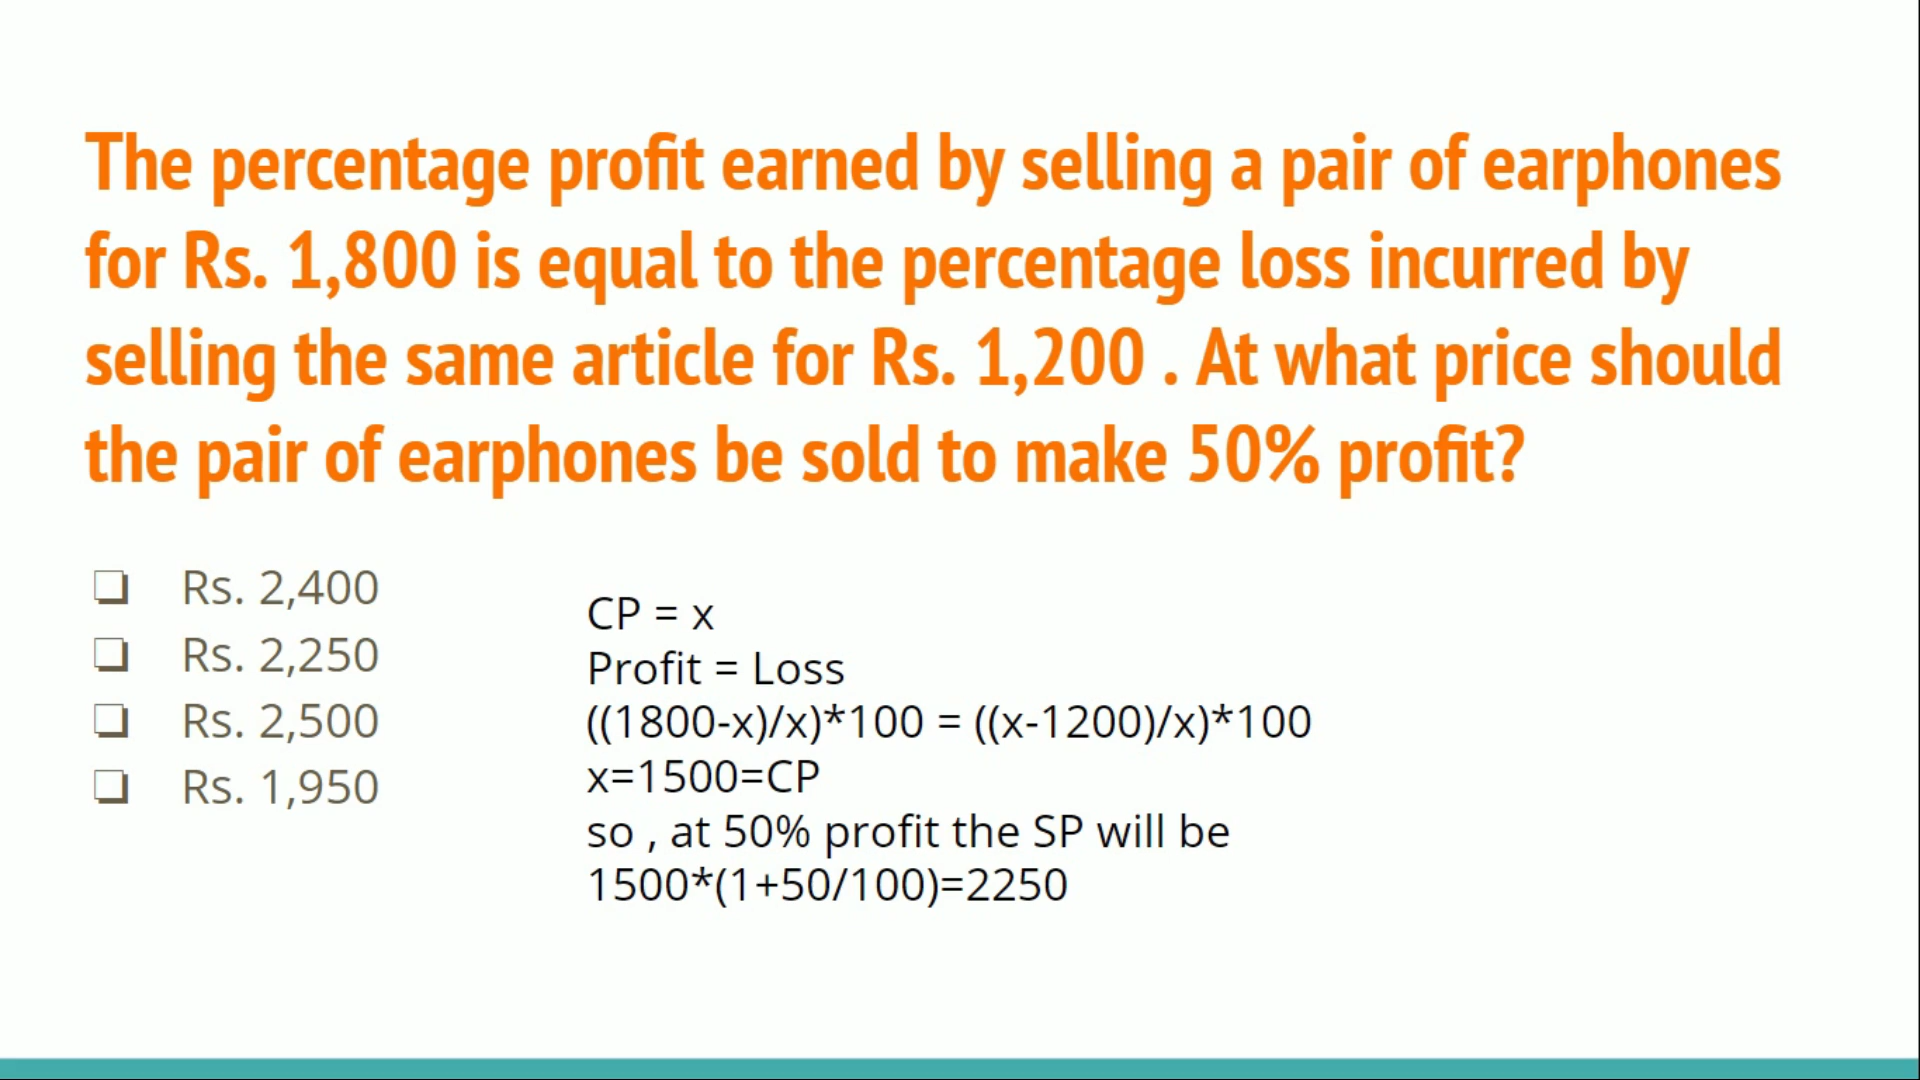 The percentage profit earned by selling a pair of earphones
for Rs. 1,800 is equal to the percentage loss incurred by
selling the same article for Rs. 1,200 . At what price should
the pair of earphones be sold to make 50% profit?
❏ Rs. 2,400
❏ Rs. 2,250
❏ Rs. 2,500
❏ Rs. 1,950
CP = x
Profit = Loss
((1800-x)/x)*100 = ((x-1200)/x)*100
x=1500=CP
so , at 50% profit the SP will be
1500*(1+50/100)=2250